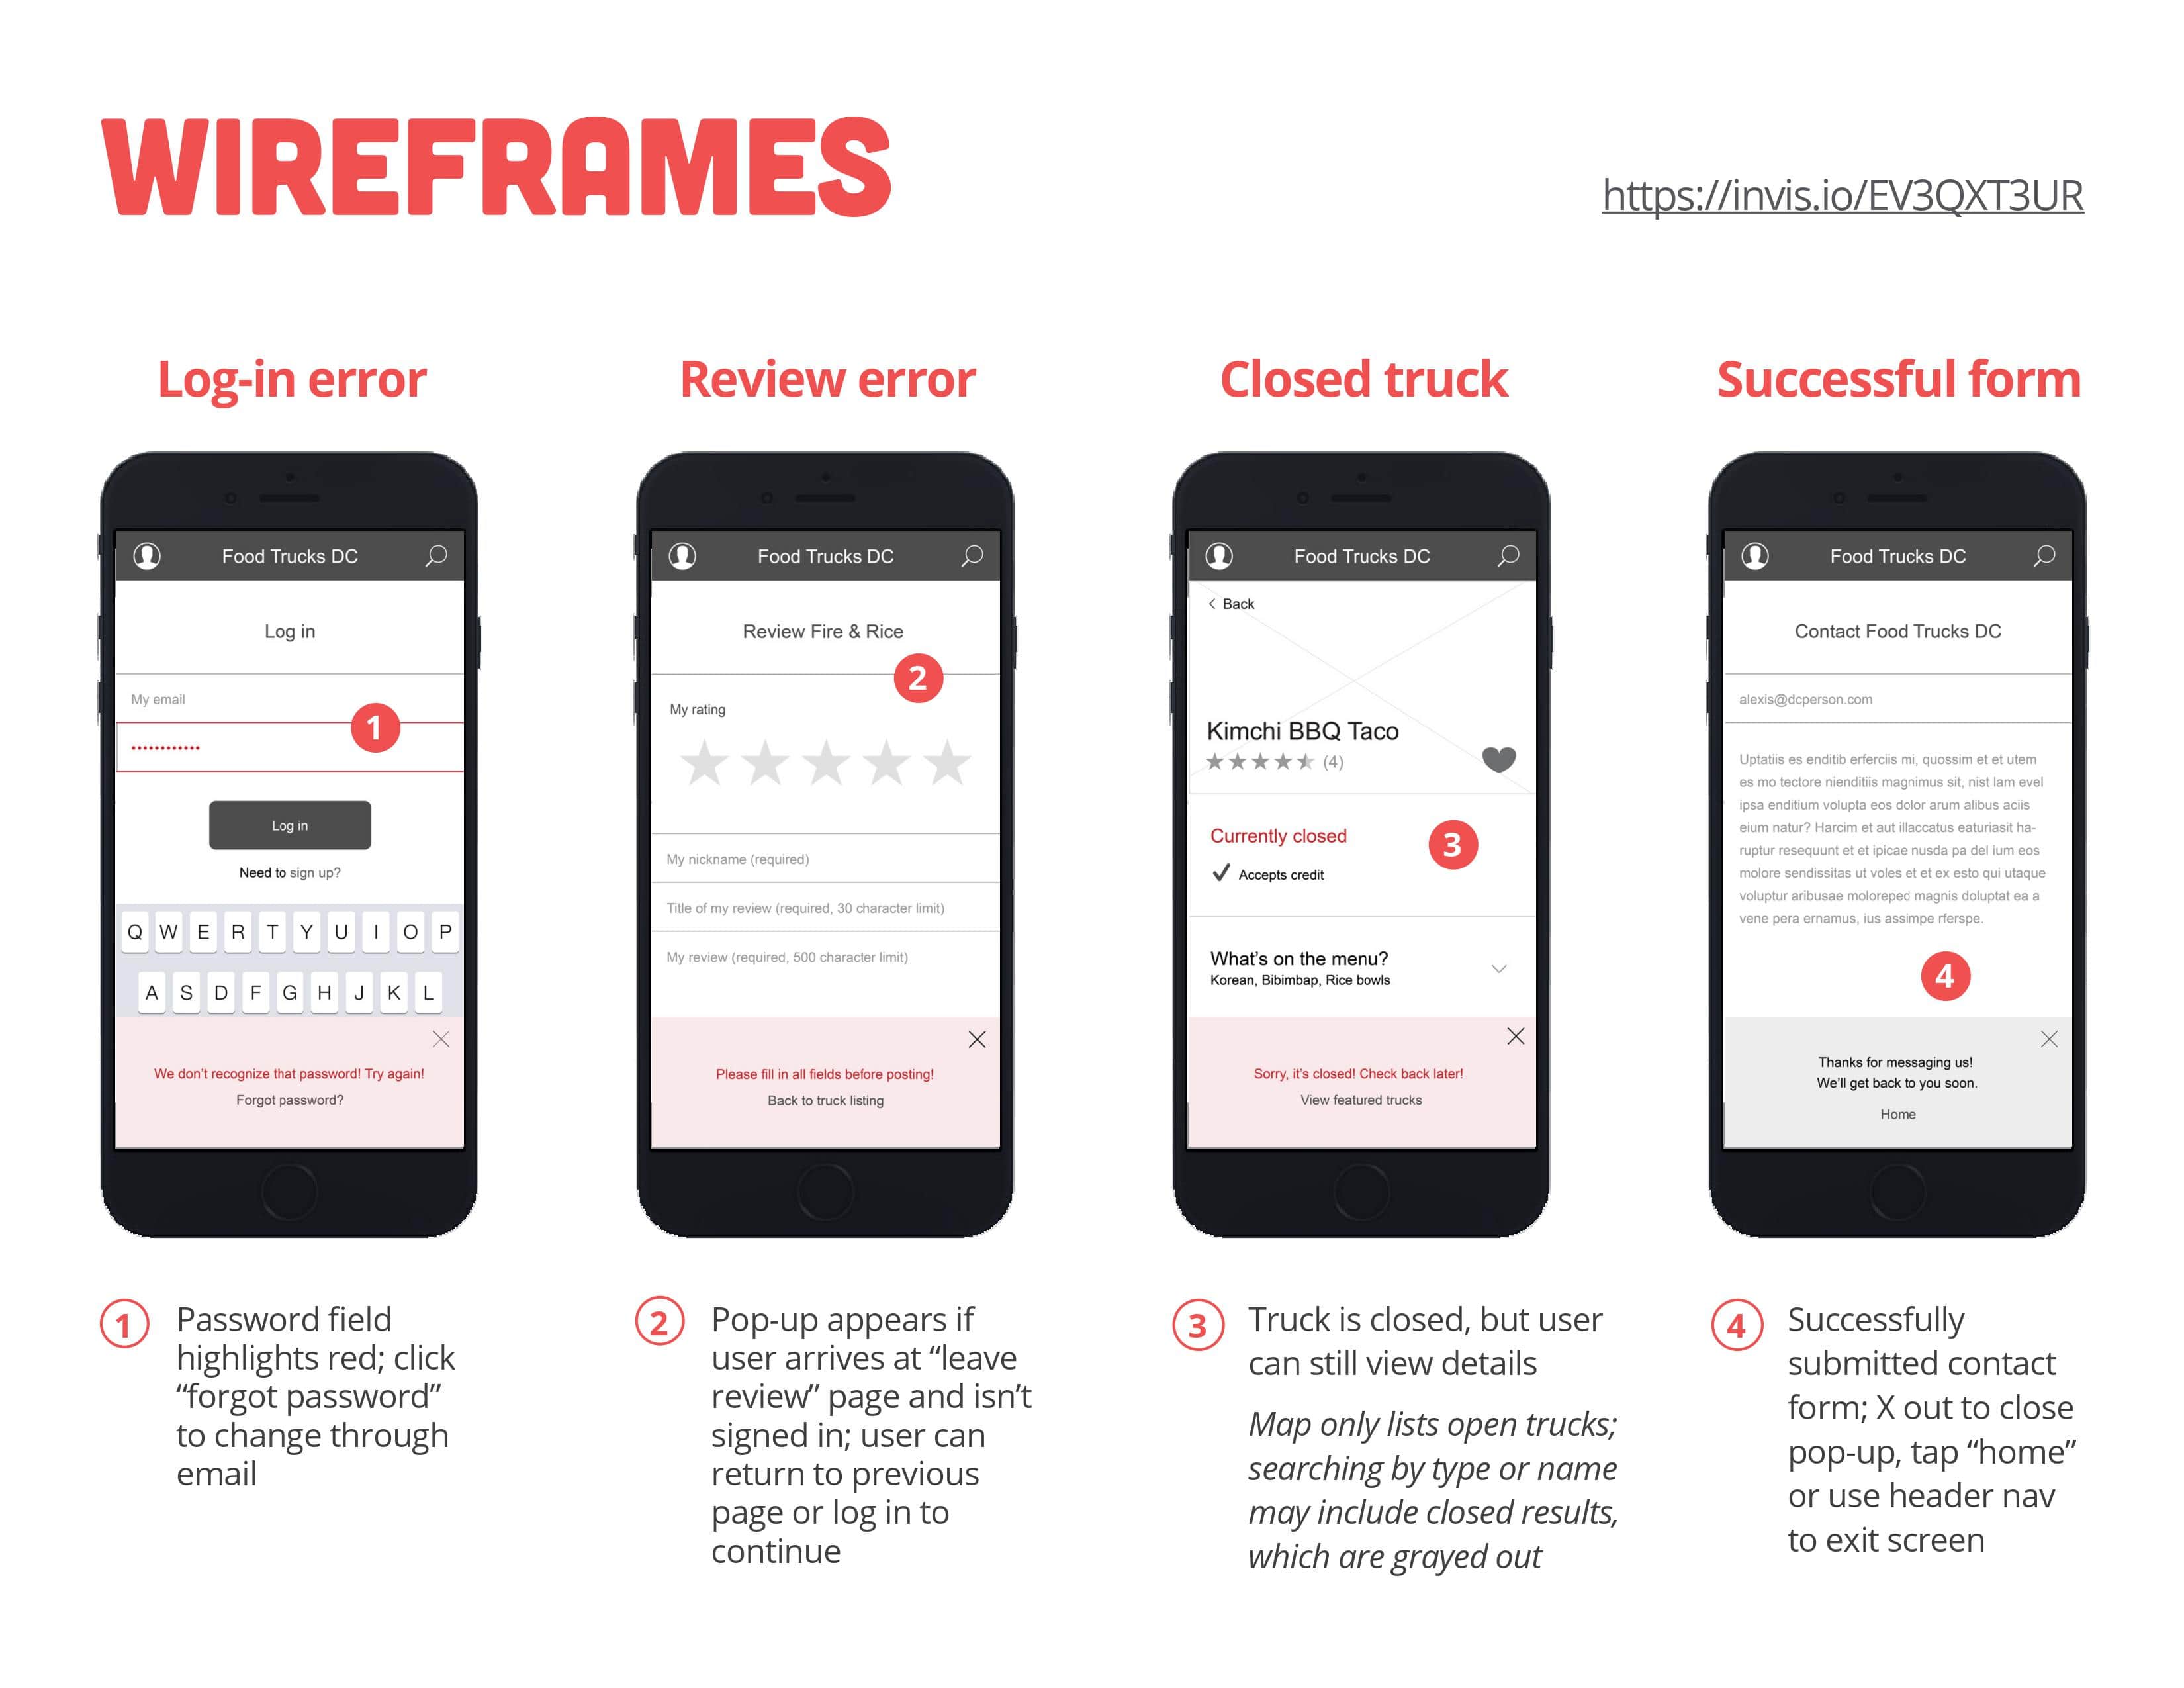 WIREFRAMES
https://invis.io/EV3QXT3UR
Log-in error
Food Trucks DC
Log in
My email
••••••••••••
1
Log in
Need to sign up?
Q W E R T Y U I O P
A S D F G H J K L
We don't recognize that password! Try again!
Forgot password?
1
Password field
highlights red; click
“forgot password”
to change through
email
Review error
Food Trucks DC
Review Fire & Rice
2
My rating
My nickname (required)
Title of my review (required, 30 character limit)
My review (required, 500 character limit)
Please fill in all fields before posting!
Back to truck listing
2
Pop-up appears if
user arrives at “leave
review” page and isn’t
signed in; user can
return to previous
page or log in to
continue
Closed truck
Food Trucks DC
< Back
Kimchi BBQ Taco
(4)
Currently closed
3
Accepts credit
What's on the menu?
Korean, Bibimbap, Rice bowls
Sorry, it's closed! Check back later!
View featured trucks
3
Truck is closed, but user
can still view details
Map only lists open trucks;
searching by type or name
may include closed results,
which are grayed out
Successful form
Food Trucks DC
Contact Food Trucks DC
alexis@dcperson.com
Uptatiis es enditib erferciis mi, quossim et et utem
es mo tectore nienditiis magnimus sit, nist lam evel
ipsa enditium volupta eos dolor arum alibus aciis
eium natur? Harcim et aut illaccatus eaturiasit ha-
ruptur resequunt et et ipicae nusda pa del ium eos
molore sendissitas ut voles et et ex esto qui utaque
voluptur aribusae moloreped magnis doluptat ea a
vene pera ernamus, ius assimpe rferspe.
4
Thanks for messaging us!
We'll get back to you soon.
Home
4
Successfully
submitted contact
form; X out to close
pop-up, tap “home”
or use header nav
to exit screen